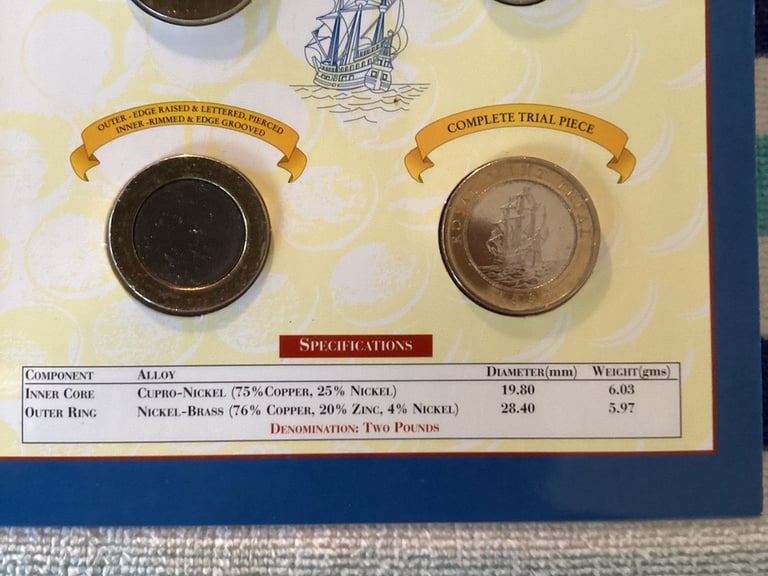 OUTER - EDGE RAISED & LETTERED, PIERCED
INNER -RIMMED & EDGE GROOVED
COMPLETE TRIAL PIECE
SPECIFICATIONS
COMPONENT ALLOY DIAMETER(mm) WEIGHT(gms)
INNER CORE CUPRO-NICKEL (75%COPPER, 25% NICKEL) 19.80 6.03
OUTER RING NICKEL-BRASS (76% COPPER, 20% ZINC, 4% NICKEL) 28.40 5.97
DENOMINATION: TWO POUNDS